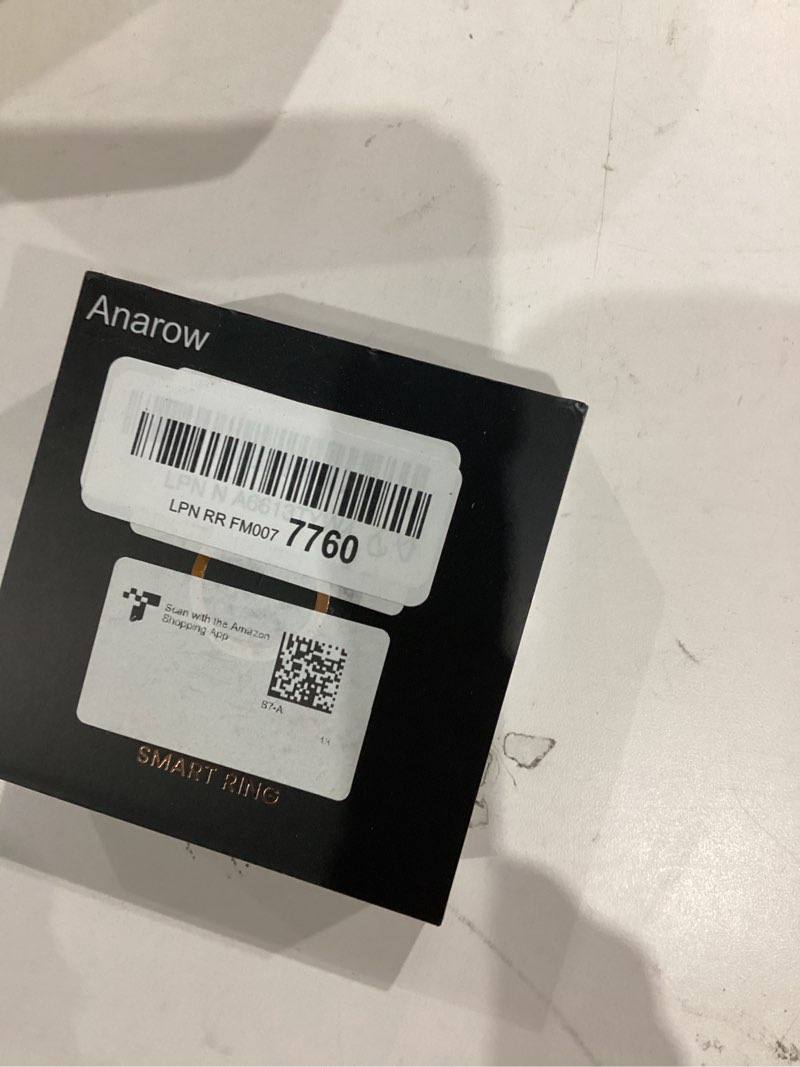 Anarow
LPN RR FM007 7760
Scan with the Amazon
Shopping App
B7-A
SMART RING